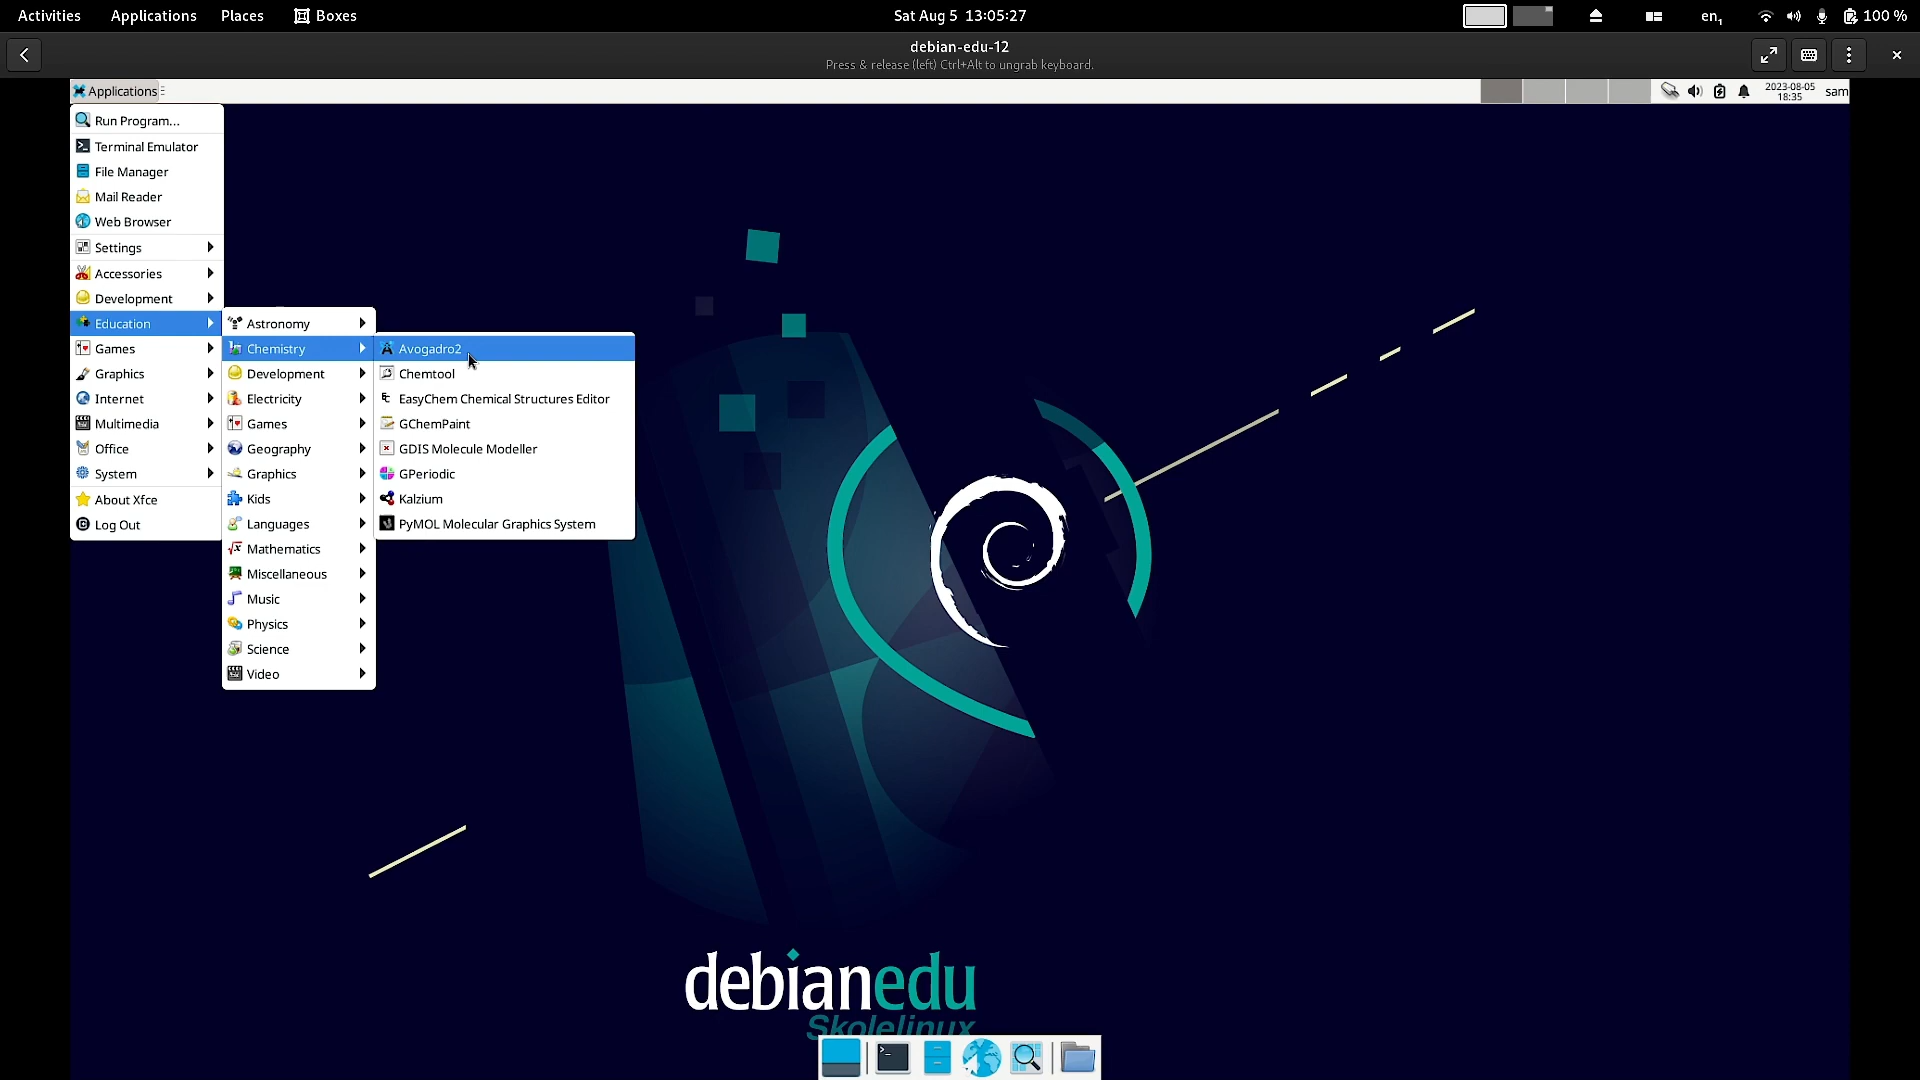 Activities Applications Places Boxes Sat Aug 5 13:05:27 en1 100 %
debian-edu-12
Press & release (left) Ctrl+Alt to ungrab keyboard.
Applications
2023-08-05
18:35
sam
Run Program...
Terminal Emulator
File Manager
Mail Reader
Web Browser
Settings
Accessories
Development
Education
Games
Graphics
Internet
Multimedia
Office
System
About Xfce
Log Out
Astronomy
Chemistry
Development
Electricity
Games
Geography
Graphics
Kids
Languages
Mathematics
Miscellaneous
Music
Physics
Science
Video
Avogadro2
Chemtool
EasyChem Chemical Structures Editor
GChemPaint
GDIS Molecule Modeller
GPeriodic
Kalzium
PyMOL Molecular Graphics System
debianedu
Skolelinux